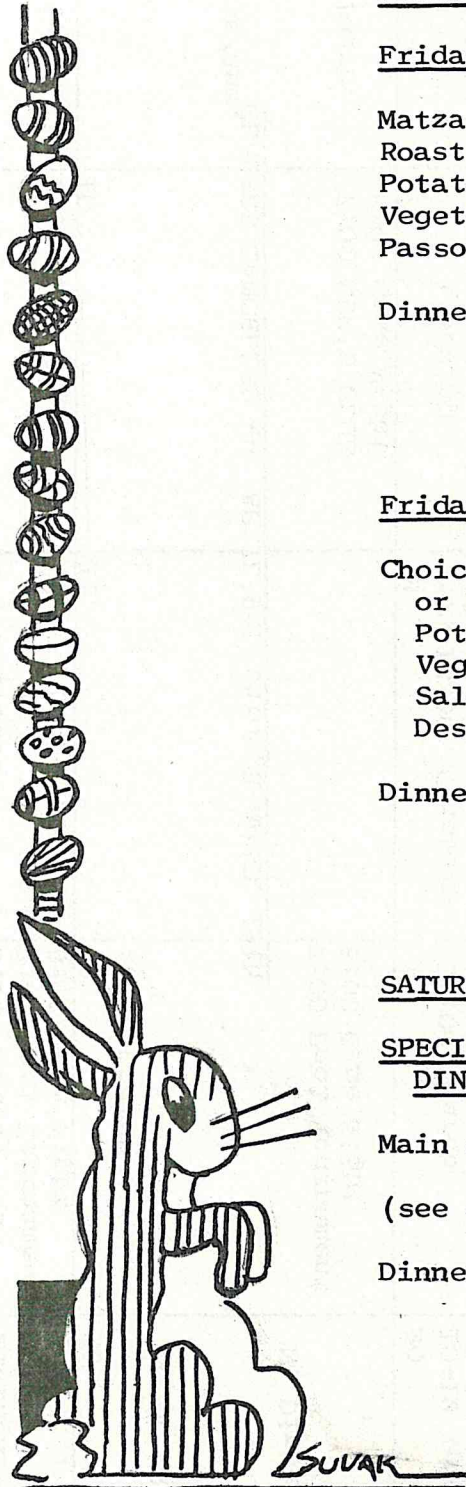 Frida
Matza
Roast
Potat
Veget
Passo
Dinne
Frida
Choic
or
Pot
Veg
Sal
Des
Dinne
SATUR
SPECI
DIN
Main
(see
Dinne
SUVAK